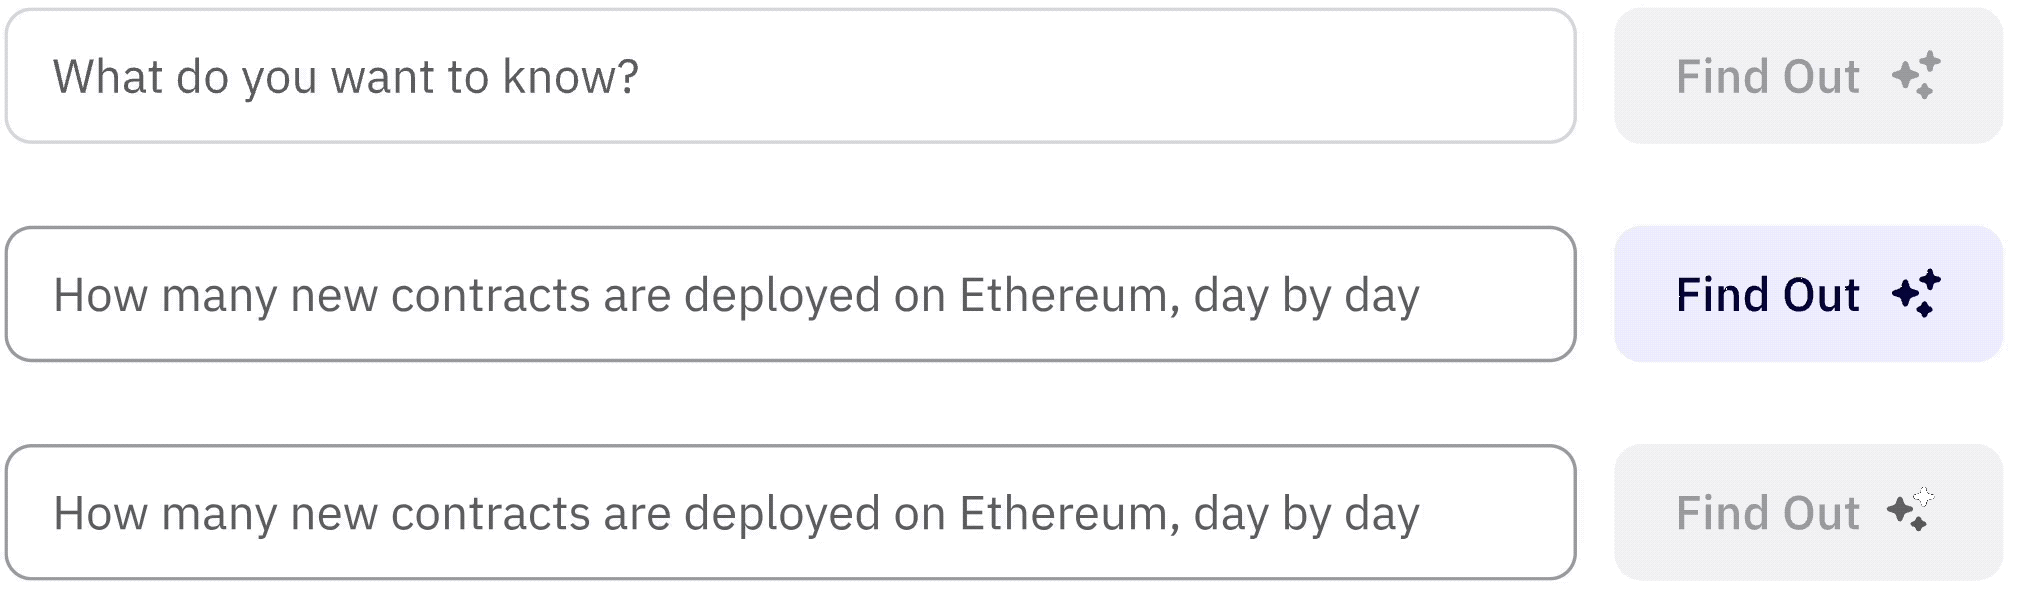 What do you want to know?
Find Out
How many new contracts are deployed on Ethereum, day by day
Find Out
How many new contracts are deployed on Ethereum, day by day
Find Out